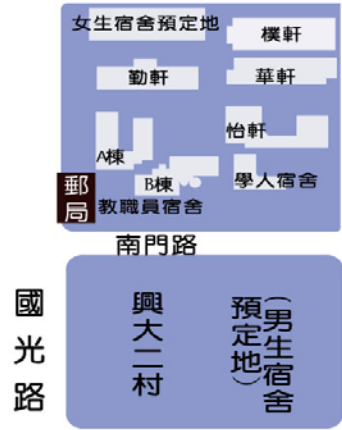 女生宿舍預定地
樸軒
勤軒
華軒
怡軒
A棟
B棟
學人宿舍
郵局
教職員宿舍
南門路
國光路
興大二村
(男生宿舍
預定地)